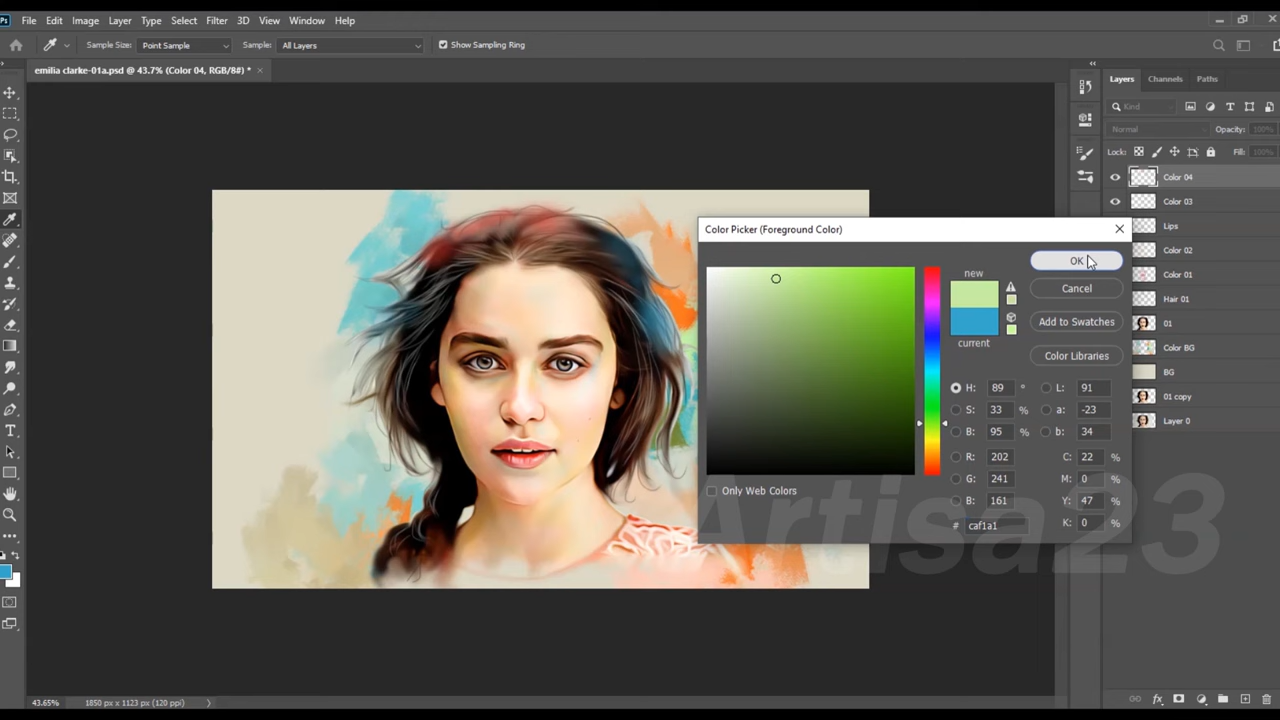 Ps File Edit Image Layer Type Select Filter 3D View Window Help
Sample Size: Point Sample Sample: All Layers Show Sampling Ring
emilia clarke-01a.psd @ 43.7% (Color 04, RGB/8#) * ×
Layers Channels Paths
Kind
Normal Opacity: 100%
Lock: Fill: 100%
Color 04
Color 03
Lips
Color 02
Color 01
Hair 01
01
Color BG
BG
01 copy
Layer 0
Color Picker (Foreground Color)
new
current
OK
Cancel
Add to Swatches
Color Libraries
H: 89 ° L: 91
S: 33 % a: -23
B: 95 % b: 34
R: 202 C: 22 %
G: 241 M: 0 %
B: 161 Y: 47 %
# caf1a1 K: 0 %
Only Web Colors
Artisa23
43.65% 1850 px x 1123 px (120 ppi)